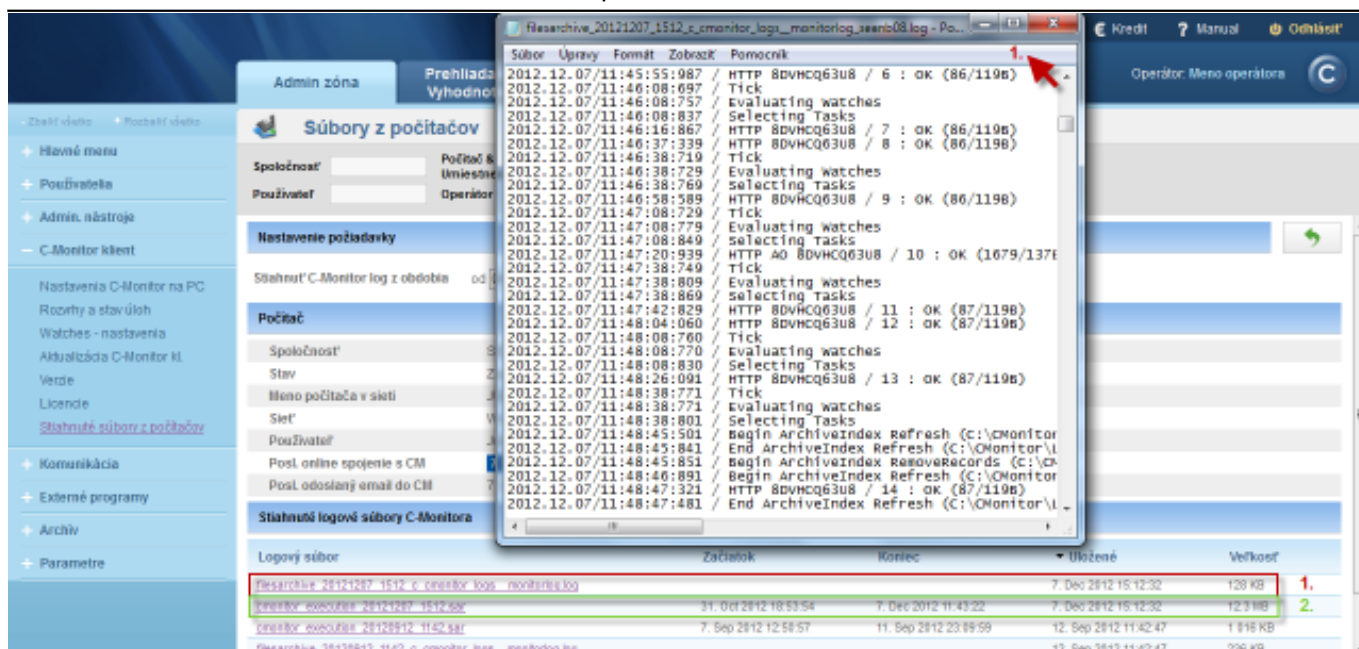 filesarchive_20121207_1512_c_cmonitor_logs__monitorlog_seanb08.log - Po...
Kredit ? Manual Odhlásiť
Súbor Úpravy Formát Zobraziť Pomocník
1.
Admin zóna
Prehliada
Vyhodnot
Operátor: Meno operátora
Zbaliť všetko Rozbaliť všetko
Súbory z počítačov
Hlavné menu
Používatelia
Admin. nástroje
C-Monitor klient
Nastavenia C-Monitor na PC
Rozvrhy a stav úloh
Watches - nastavenia
Aktualizácia C-Monitor kl.
Verzie
Licencie
Stiahnuté súbory z počítačov
Komunikácia
Externé programy
Archív
Parametre
Spoločnosť
Počítač &
Umiestne
Používateľ
Operátor
Nastavenie požiadavky
Stiahnuť C-Monitor log z obdobia od
Počítač
Spoločnosť
Stav
Meno počítača v sieti
Sieť
Používateľ
Posl. online spojenie s CM
Posl. odoslaný email do CM
2012.12.07/11:45:55:987 / HTTP 8DVHCQ63U8 / 6 : OK (86/119B)
2012.12.07/11:46:08:697 / Tick
2012.12.07/11:46:08:757 / Evaluating Watches
2012.12.07/11:46:08:837 / Selecting Tasks
2012.12.07/11:46:16:867 / HTTP 8DVHCQ63U8 / 7 : OK (86/119B)
2012.12.07/11:46:37:339 / HTTP 8DVHCQ63U8 / 8 : OK (86/119B)
2012.12.07/11:46:38:719 / Tick
2012.12.07/11:46:38:729 / Evaluating Watches
2012.12.07/11:46:38:769 / Selecting Tasks
2012.12.07/11:46:58:589 / HTTP 8DVHCQ63U8 / 9 : OK (86/119B)
2012.12.07/11:47:08:729 / Tick
2012.12.07/11:47:08:779 / Evaluating Watches
2012.12.07/11:47:08:849 / Selecting Tasks
2012.12.07/11:47:20:939 / HTTP AO 8DVHCQ63U8 / 10 : OK (1679/137B
2012.12.07/11:47:38:749 / Tick
2012.12.07/11:47:38:809 / Evaluating Watches
2012.12.07/11:47:38:869 / Selecting Tasks
2012.12.07/11:47:42:829 / HTTP 8DVHCQ63U8 / 11 : OK (87/119B)
2012.12.07/11:48:04:060 / HTTP 8DVHCQ63U8 / 12 : OK (87/119B)
2012.12.07/11:48:08:760 / Tick
2012.12.07/11:48:08:770 / Evaluating Watches
2012.12.07/11:48:08:830 / Selecting Tasks
2012.12.07/11:48:26:091 / HTTP 8DVHCQ63U8 / 13 : OK (87/119B)
2012.12.07/11:48:38:771 / Tick
2012.12.07/11:48:38:771 / Evaluating Watches
2012.12.07/11:48:38:801 / Selecting Tasks
2012.12.07/11:48:45:501 / Begin ArchiveIndex Refresh (C:\CMonitor
2012.12.07/11:48:45:841 / End ArchiveIndex Refresh (C:\CMonitor\L
2012.12.07/11:48:45:851 / Begin ArchiveIndex RemoveRecords (C:\CM
2012.12.07/11:48:46:891 / Begin ArchiveIndex Refresh (C:\CMonitor
2012.12.07/11:48:47:321 / HTTP 8DVHCQ63U8 / 14 : OK (87/119B)
2012.12.07/11:48:47:481 / End ArchiveIndex Refresh (C:\CMonitor\L
Stiahnuté logové súbory C-Monitora
Logový súbor Začiatok Koniec Uložené Veľkosť
filesarchive_20121207_1512_c_cmonitor_logs__monitorlog.log 7. Dec 2012 15:12:32 128 KB 1.
cmonitor_execution_20121207_1512.sar 31. Oct 2012 18:53:54 7. Dec 2012 11:43:22 7. Dec 2012 15:12:32 12.3 MB 2.
cmonitor_execution_20120912_1142.sar 7. Sep 2012 12:50:57 11. Sep 2012 23:09:59 12. Sep 2012 11:42:47 1 016 KB